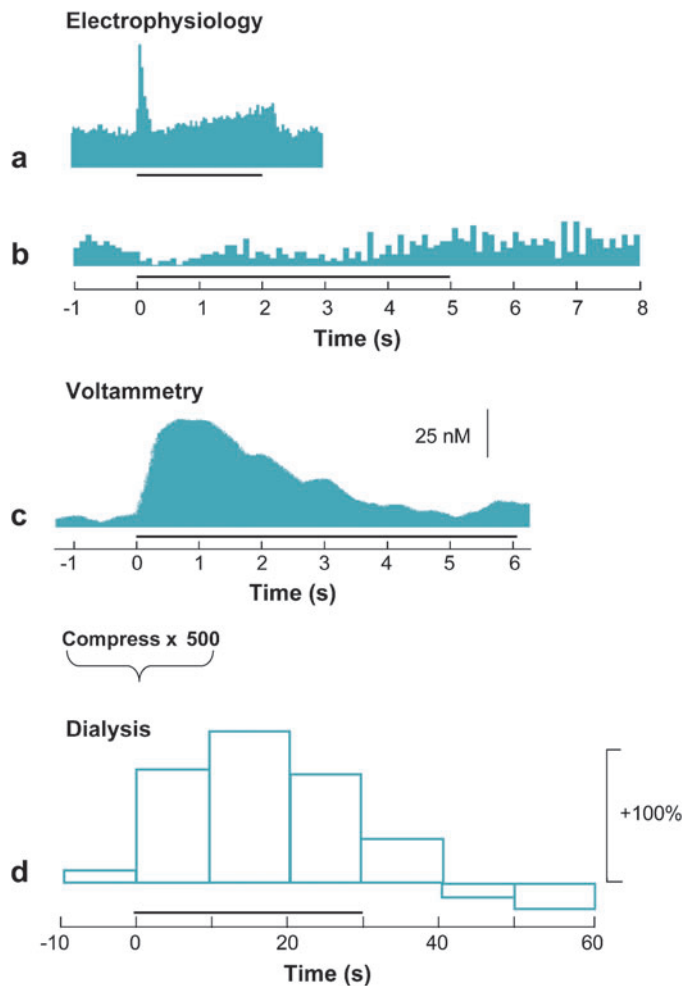 Electrophysiology
a
b
-1 0 1 2 3 4 5 6 7 8
Time (s)
Voltammetry
25 nM
c
-1 0 1 2 3 4 5 6
Time (s)
Compress x 500
Dialysis
+100%
d
-10 0 20 40 60
Time (s)